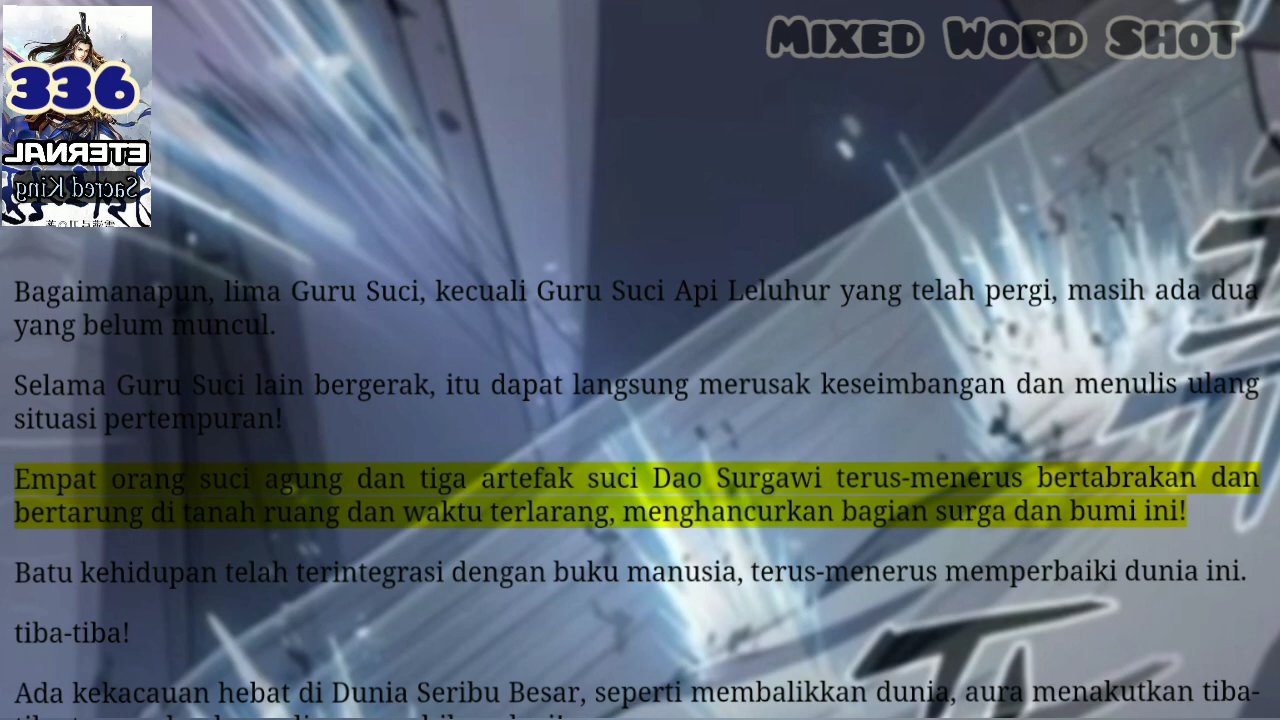 MIXED WORD SHOT
336
ETERNAL
Sacred King
Bagaimanapun, lima Guru Suci, kecuali Guru Suci Api Leluhur yang telah pergi, masih ada dua
yang belum muncul.
Selama Guru Suci lain bergerak, itu dapat langsung merusak keseimbangan dan menulis ulang
situasi pertempuran!
Empat orang suci agung dan tiga artefak suci Dao Surgawi terus-menerus bertabrakan dan
bertarung di tanah ruang dan waktu terlarang, menghancurkan bagian surga dan bumi ini!
Batu kehidupan telah terintegrasi dengan buku manusia, terus-menerus memperbaiki dunia ini.
tiba-tiba!
Ada kekacauan hebat di Dunia Seribu Besar, seperti membalikkan dunia, aura menakutkan tiba-